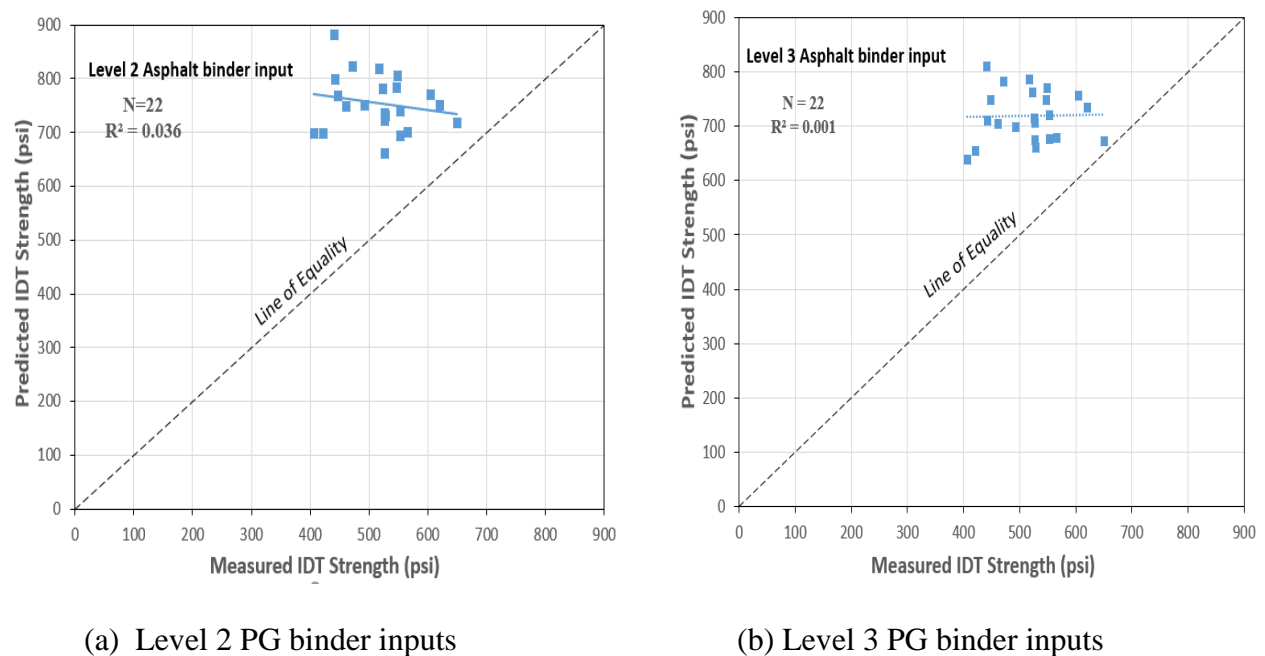 Level 2 Asphalt binder input
N=22
R² = 0.036
Line of Equality
Predicted IDT Strength (psi)
900
800
700
600
500
400
300
200
100
0
0 100 200 300 400 500 600 700 800 900
Measured IDT Strength (psi)
(a) Level 2 PG binder inputs
Level 3 Asphalt binder input
N = 22
R² = 0.001
Line of Equality
Predicted IDT Strength (psi)
900
800
700
600
500
400
300
200
100
0
0 100 200 300 400 500 600 700 800 900
Measured IDT Strength (psi)
(b) Level 3 PG binder inputs